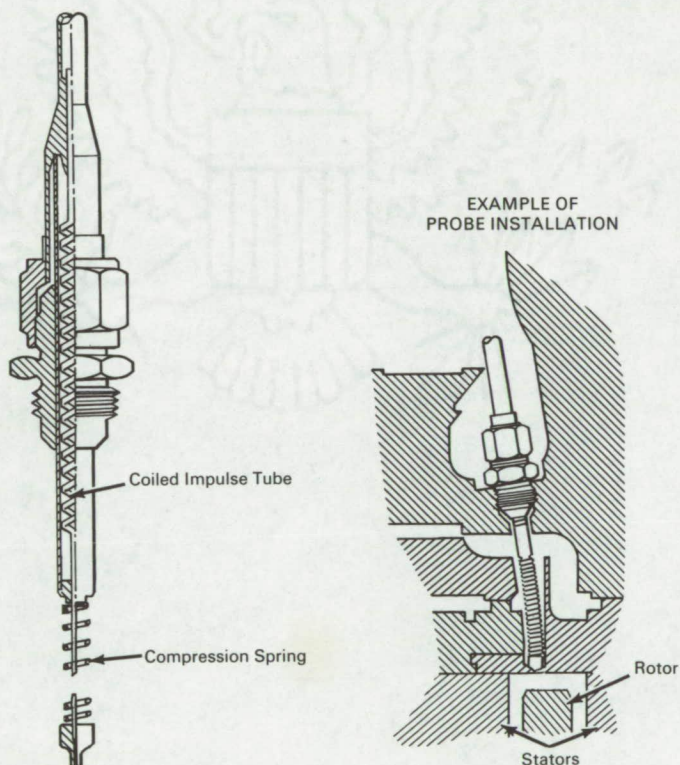 EXAMPLE OF
PROBE INSTALLATION
Coiled Impulse Tube
Compression Spring
Rotor
Stators